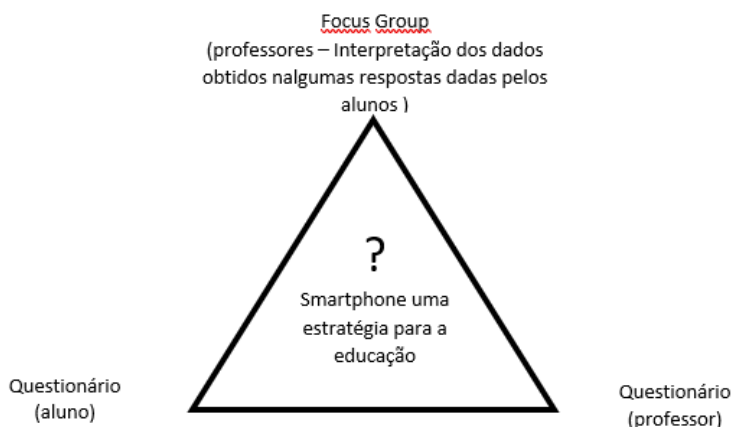 Focus Group
(professores – Interpretação dos dados
obtidos nalgumas respostas dadas pelos
alunos )
?
Smartphone uma
estratégia para a
educação
Questionário
(aluno)
Questionário
(professor)